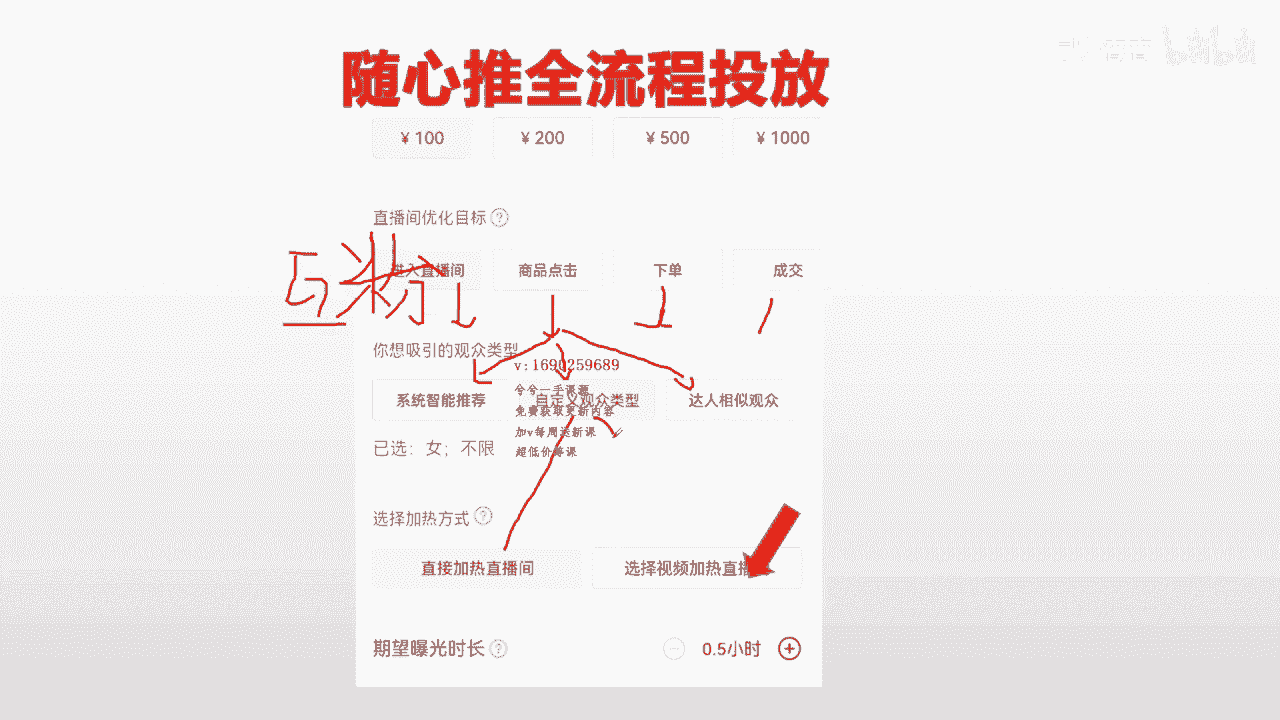 随心推全流程投放
¥ 100 ¥ 200 ¥ 500 ¥ 1000
直播间优化目标 ?
进入直播间 商品点击 下单 成交
你想吸引的观众类型
v:1690259689
兮兮一手课源
系统智能推荐 自定义观众类型 达人相似观众
免费获取更新内容
加v每周送新课
已选：女；不限
超低价等课
选择加热方式 ?
直接加热直播间 选择视频加热直播
期望曝光时长 ? 0.5小时